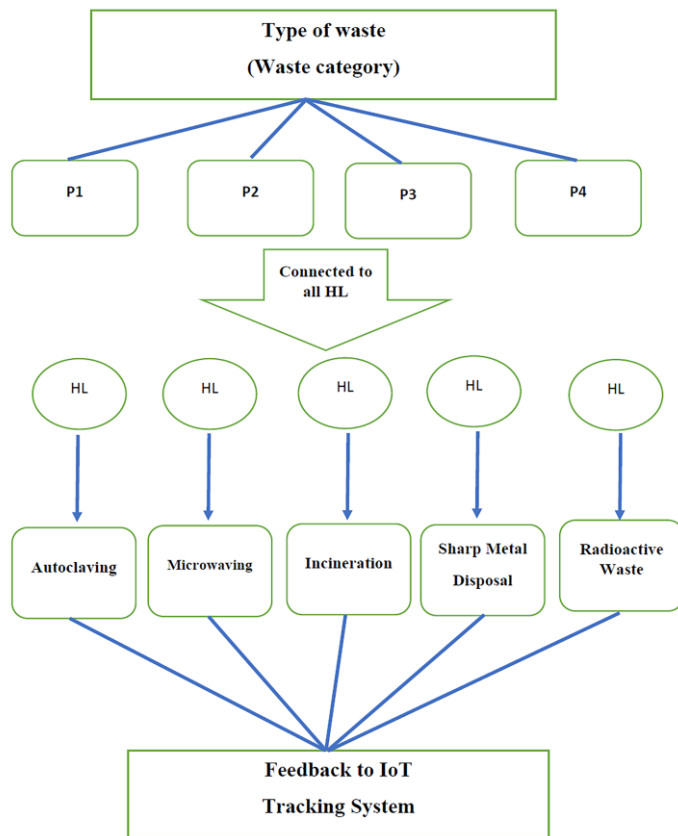 Type of waste
(Waste category)
P1
P2
P3
P4
Connected to
all HL
HL
HL
HL
HL
HL
Autoclaving
Microwaving
Incineration
Sharp Metal
Disposal
Radioactive
Waste
Feedback to IoT
Tracking System